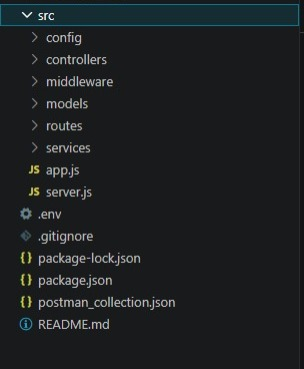 src
config
controllers
middleware
models
routes
services
JS app.js
JS server.js
.env
.gitignore
{} package-lock.json
{} package.json
{} postman_collection.json
README.md